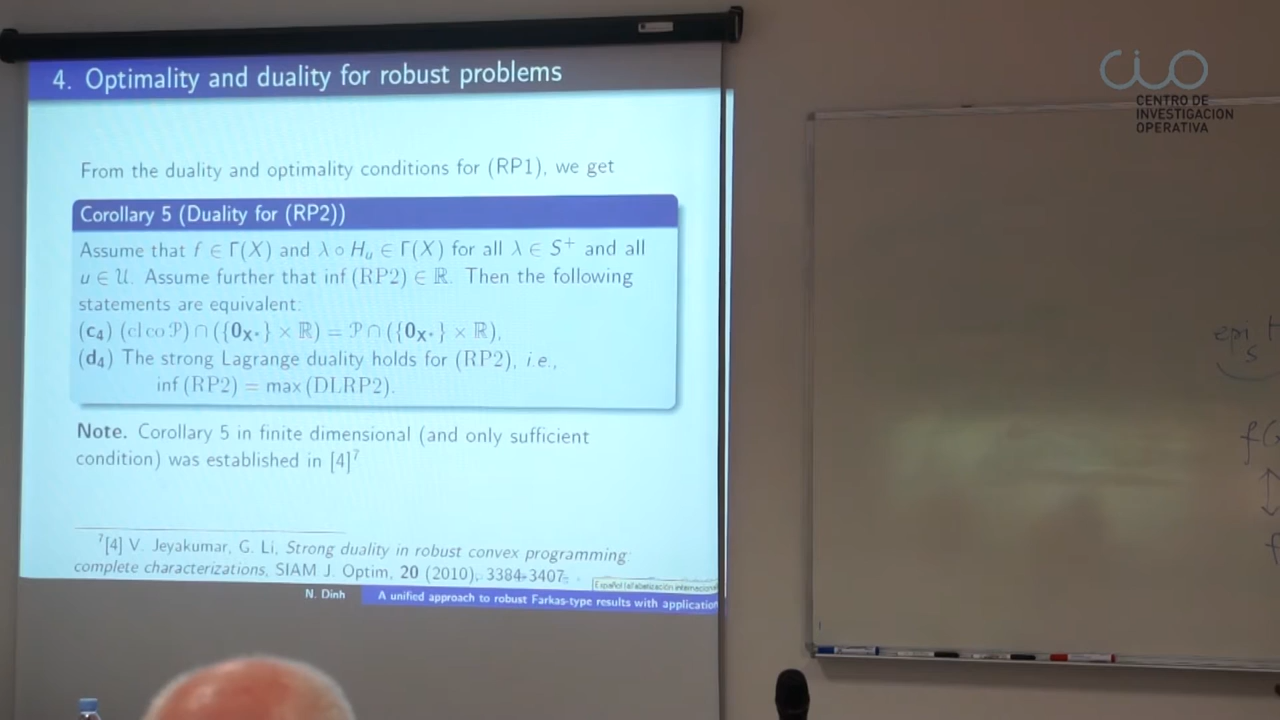 4. Optimality and duality for robust problems
From the duality and optimality conditions for (RP1), we get
Corollary 5 (Duality for (RP2))
Assume that f ∈ Γ(X) and λ ∘ H_u ∈ Γ(X) for all λ ∈ S⁺ and all
u ∈ 𝒰. Assume further that inf (RP2) ∈ ℝ. Then the following
statements are equivalent:
(c₄) (cl co 𝒫) ∩ ({0_X*} × ℝ) = 𝒫 ∩ ({0_X*} × ℝ),
(d₄) The strong Lagrange duality holds for (RP2), i.e.,
inf (RP2) = max (DLRP2).
Note. Corollary 5 in finite dimensional (and only sufficient
condition) was established in [4]⁷
⁷[4] V. Jeyakumar, G. Li, Strong duality in robust convex programming:
complete characterizations, SIAM J. Optim, 20 (2010), 3384-3407.
Español (alfabetización internacional
N. Dinh
A unified approach to robust Farkas-type results with application
CIO
CENTRO DE
INVESTIGACION
OPERATIVA
epi
s
f(